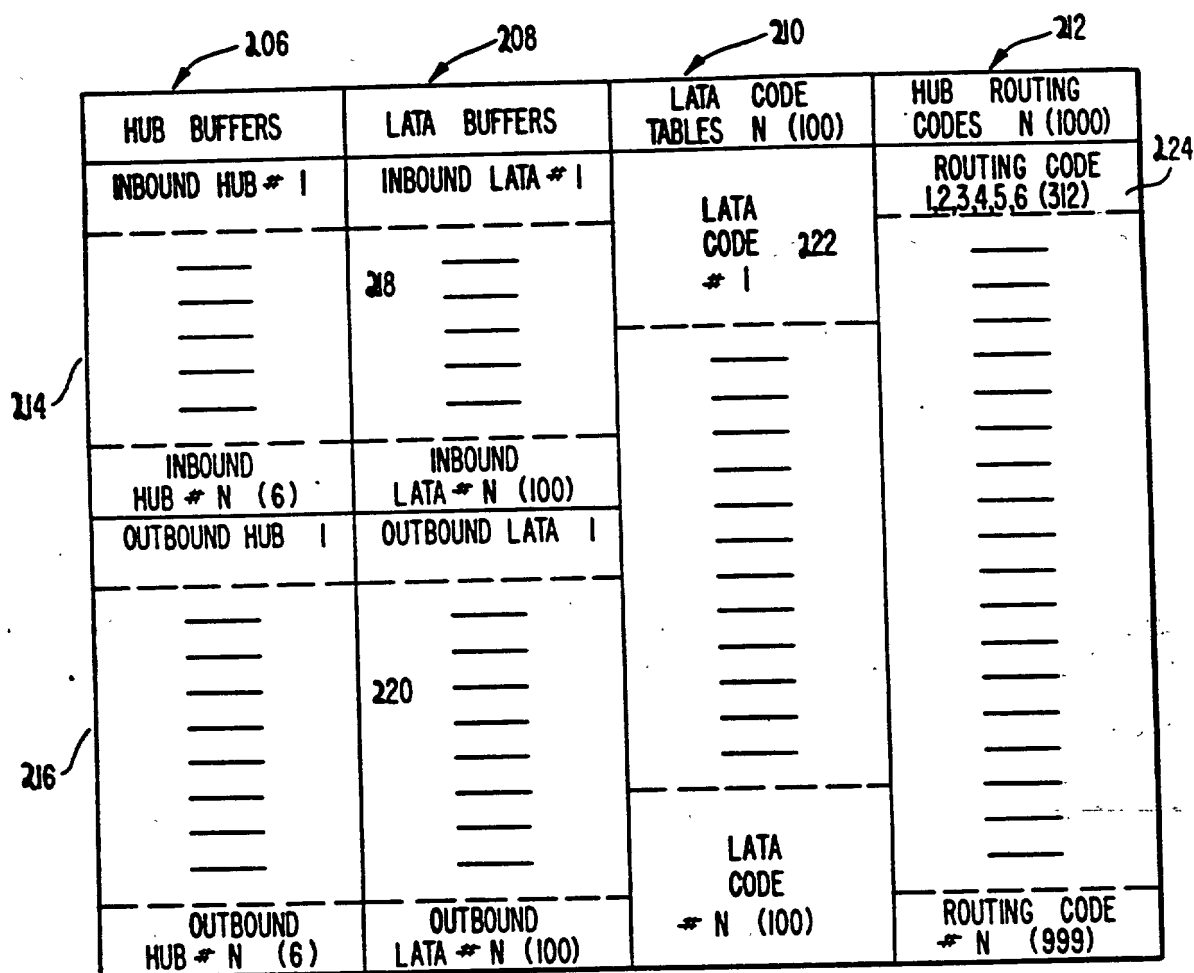 206
208
210
212
HUB BUFFERS
LATA BUFFERS
LATA CODE
TABLES N (100)
HUB ROUTING
CODES N (1000)
INBOUND HUB # 1
INBOUND LATA # 1
LATA
CODE 222
# 1
ROUTING CODE
1,2,3,4,5,6 (312)
224
218
214
INBOUND
HUB # N (6)
INBOUND
LATA # N (100)
OUTBOUND HUB 1
OUTBOUND LATA 1
220
216
OUTBOUND
HUB # N (6)
OUTBOUND
LATA # N (100)
LATA
CODE
# N (100)
ROUTING CODE
# N (999)